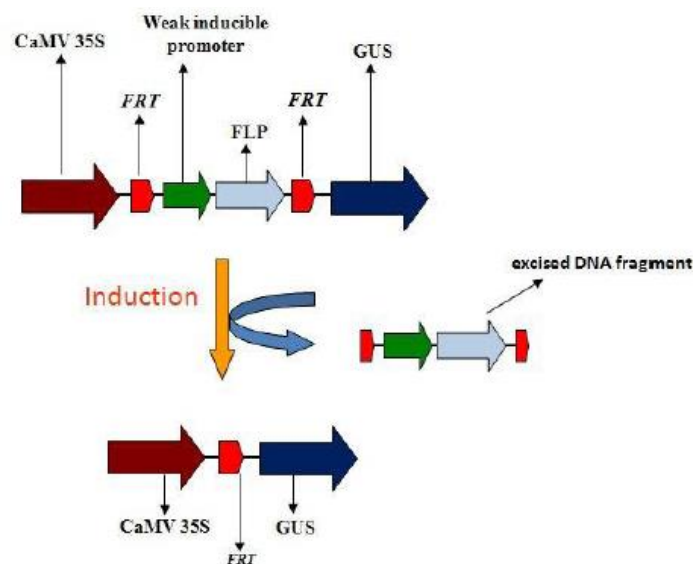 Weak inducible
promoter
CaMV 35S
GUS
FRT
FRT
FLP
excised DNA fragment
Induction
CaMV 35S
GUS
FRT